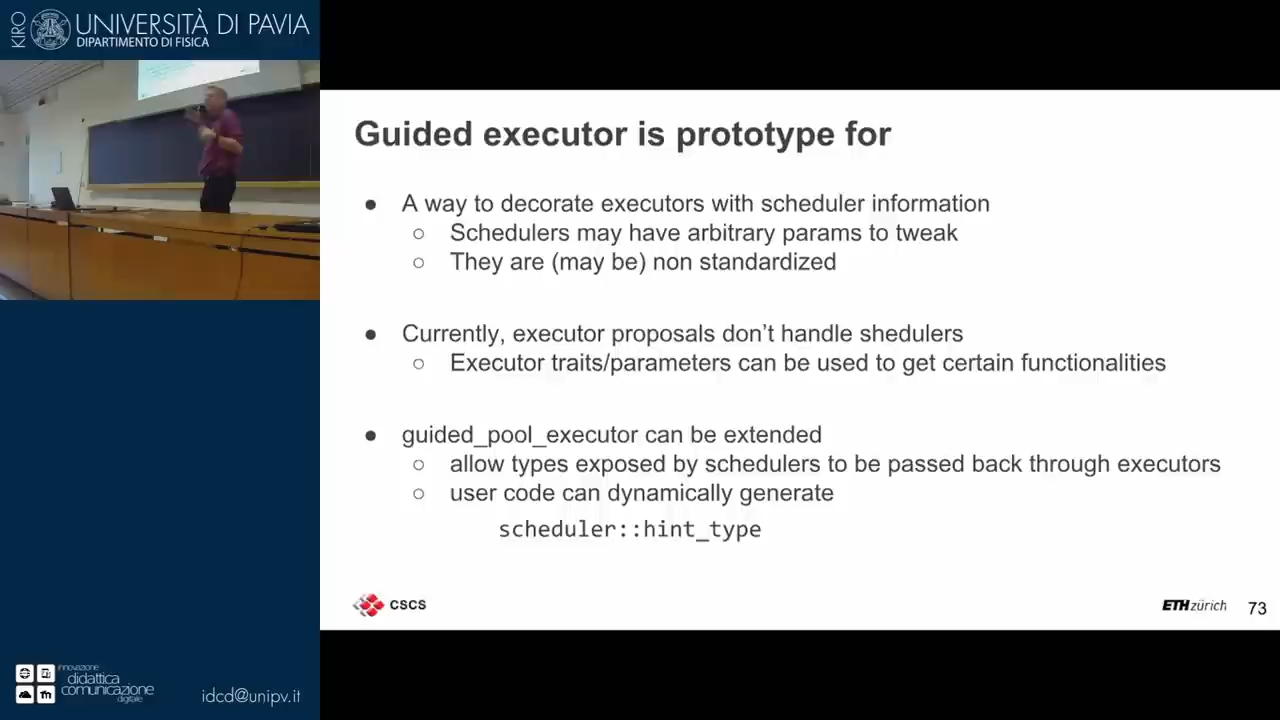 KIRO
UNIVERSITÀ DI PAVIA
DIPARTIMENTO DI FISICA
Guided executor is prototype for
● A way to decorate executors with scheduler information
○ Schedulers may have arbitrary params to tweak
○ They are (may be) non standardized
● Currently, executor proposals don’t handle shedulers
○ Executor traits/parameters can be used to get certain functionalities
● guided_pool_executor can be extended
○ allow types exposed by schedulers to be passed back through executors
○ user code can dynamically generate
scheduler::hint_type
CSCS
ETH zürich
73
innovazione
didattica
comunicazione
digitale
idcd@unipv.it